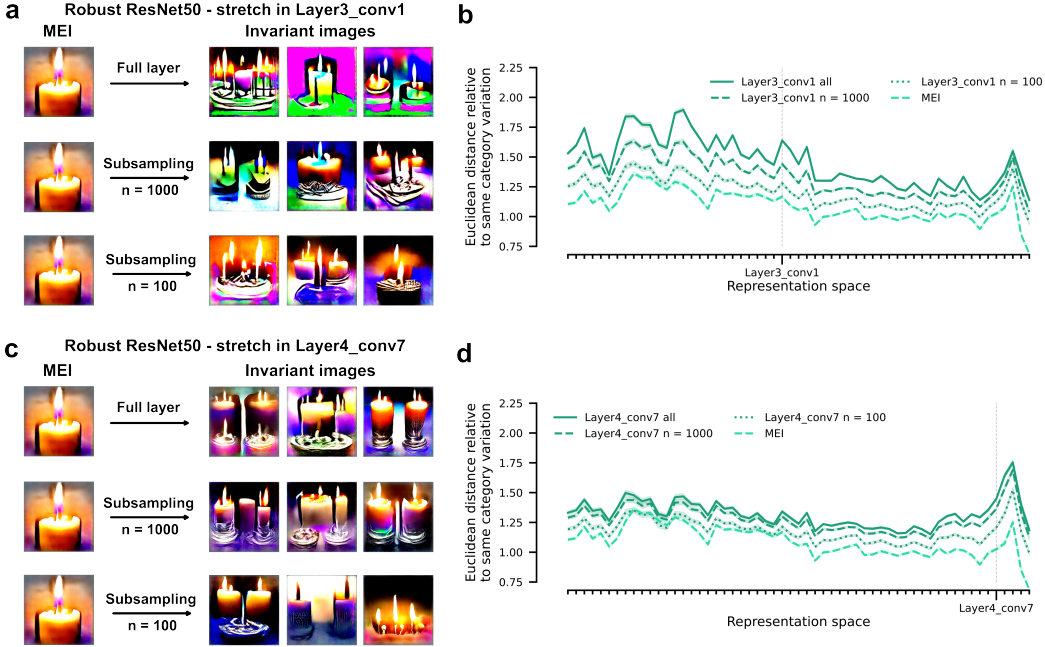 a
Robust ResNet50 - stretch in Layer3_conv1
MEI
Invariant images
Full layer
Subsampling
n = 1000
Subsampling
n = 100
b
Euclidean distance relative
to same category variation
2.25
2.00
1.75
1.50
1.25
1.00
0.75
Layer3_conv1 all
Layer3_conv1 n = 1000
Layer3_conv1 n = 100
MEI
Layer3_conv1
Representation space
c
Robust ResNet50 - stretch in Layer4_conv7
MEI
Invariant images
Full layer
Subsampling
n = 1000
Subsampling
n = 100
d
Euclidean distance relative
to same category variation
2.25
2.00
1.75
1.50
1.25
1.00
0.75
Layer4_conv7 all
Layer4_conv7 n = 1000
Layer4_conv7 n = 100
MEI
Layer4_conv7
Representation space